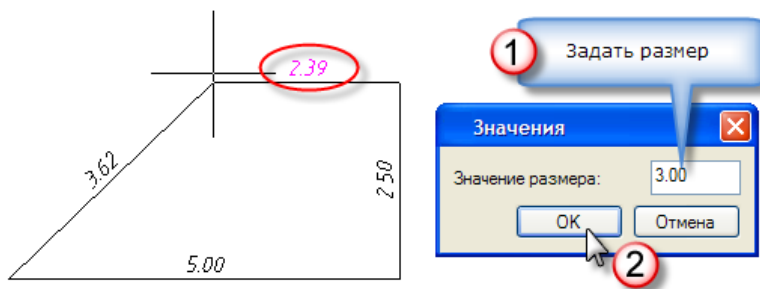 2.39
3.62
2.50
5.00
1
Задать размер
Значения
Значение размера:
3.00
OK
Отмена
2